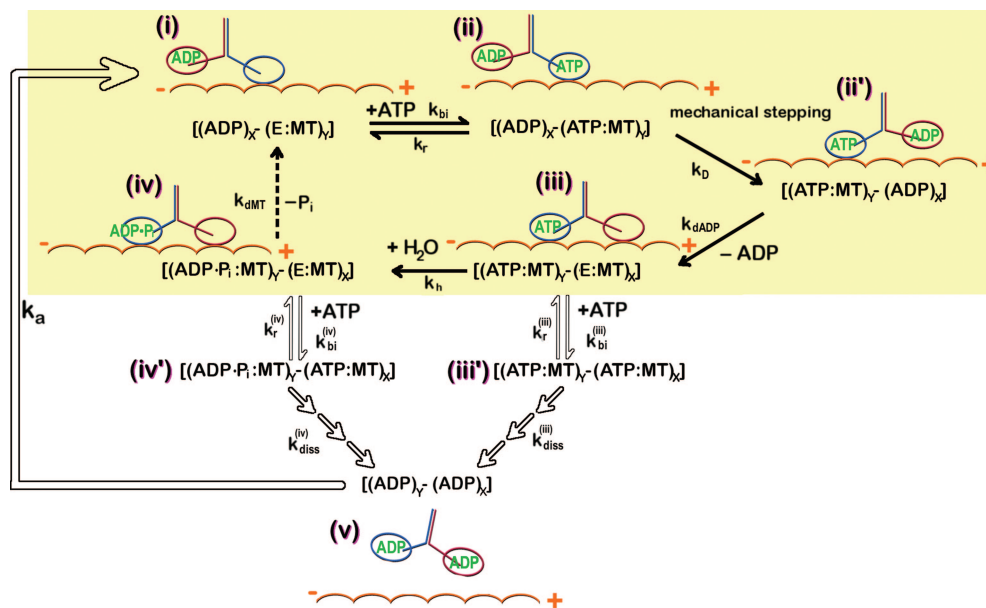 (i)
ADP
- +
[(ADP)X- (E:MT)Y]
+ATP kbi
kr
(ii)
ADP ATP
- +
[(ADP)X-(ATP:MT)Y]
mechanical stepping
kD
(ii')
ATP ADP
- -
[(ATP:MT)Y-(ADP)X]
kdADP
– ADP
(iii)
ATP
- +
[(ATP:MT)Y-(E:MT)X]
+ H2O
kh
(iv)
ADP·Pi
- +
[(ADP·Pi:MT)Y-(E:MT)X]
kdMT –Pi
ka
kr(iv) +ATP
kbi(iv)
kr(iii) +ATP
kbi(iii)
(iv') [(ADP·Pi:MT)Y-(ATP:MT)X]
(iii') [(ATP:MT)Y-(ATP:MT)X]
kdiss(iv)
kdiss(iii)
[(ADP)Y- (ADP)X]
(v)
ADP ADP
- +